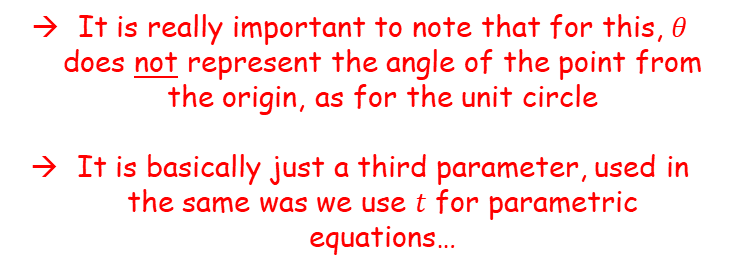 → It is really important to note that for this, θ
does not represent the angle of the point from
the origin, as for the unit circle
→ It is basically just a third parameter, used in
the same was we use t for parametric
equations…